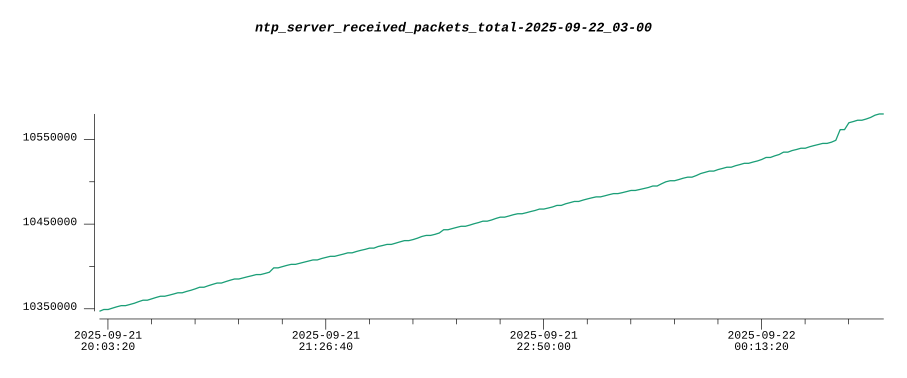 ntp_server_received_packets_total-2025-09-22_03-00
10550000
10450000
10350000
2025-09-21 2025-09-21 2025-09-21 2025-09-22
20:03:20 21:26:40 22:50:00 00:13:20